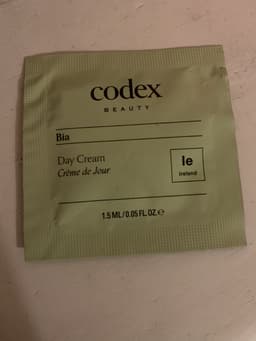 codex
BEAUTY
Bia
Day Cream
Crème de Jour
Ie
Ireland
1.5 ML/0.05 FL.OZ.℮